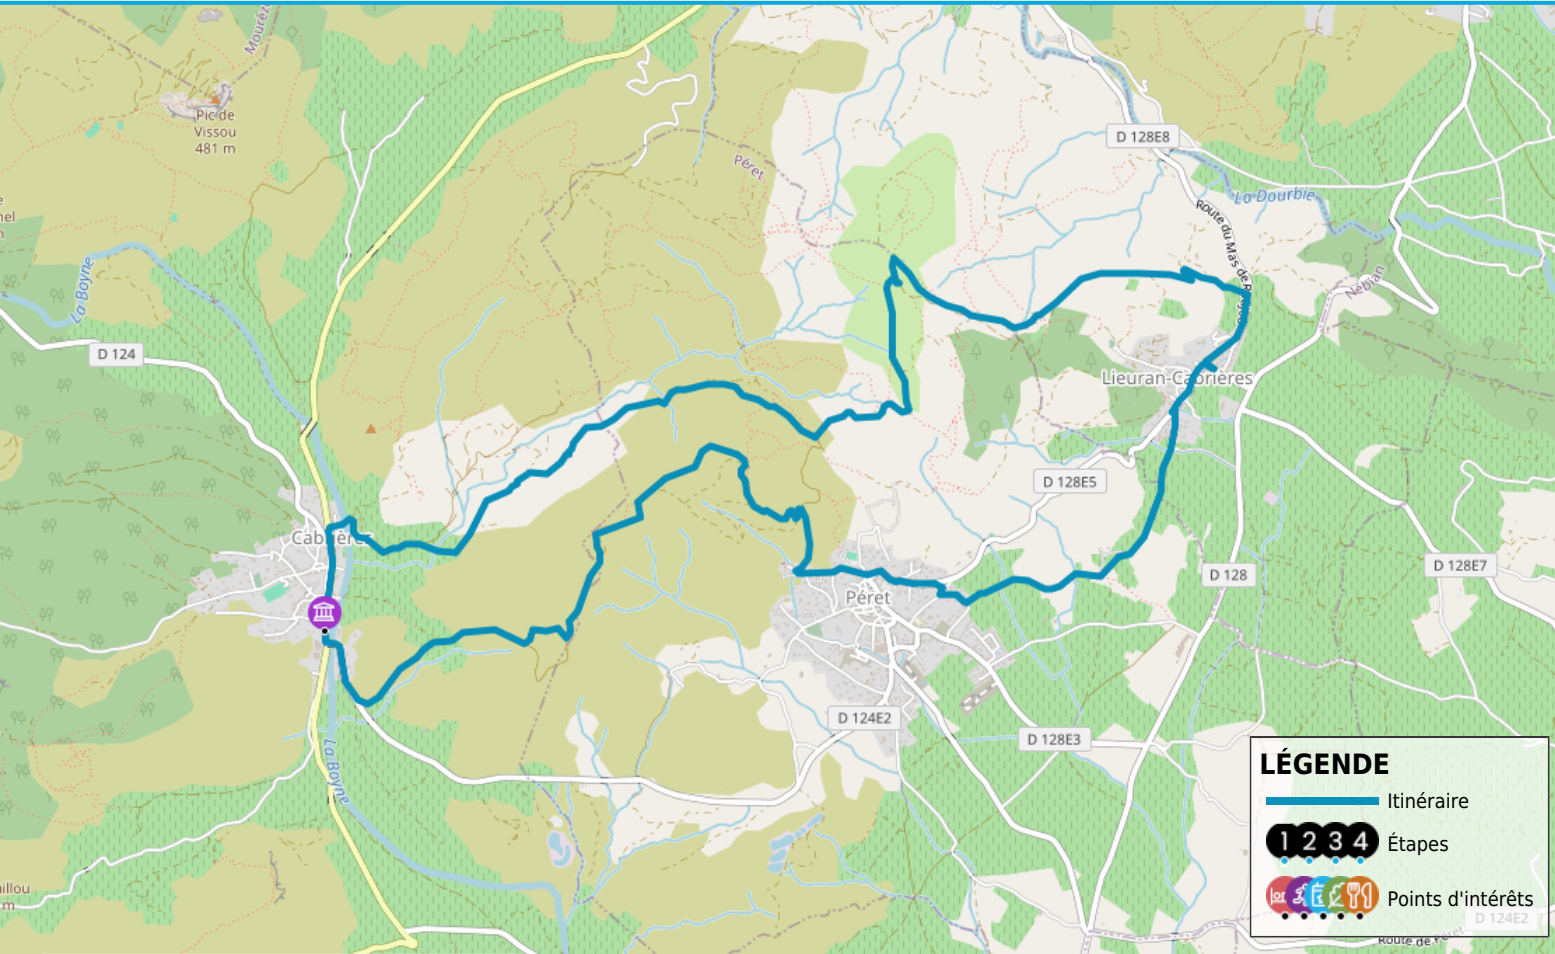 Mourèz
Pic de
Vissou
481 m
Péret
D 128E8
La Dourbie
Route du Mas de R
Nébian
La Boyne
D 124
Lieuran-Cabrières
D 128E5
Cabrières
D 128E7
D 128
Péret
D 124E2
D 128E3
La Boyne
illou
m
LÉGENDE
Itinéraire
1 2 3 4
Étapes
Points d'intérêts
D 124E2
Route de Péret